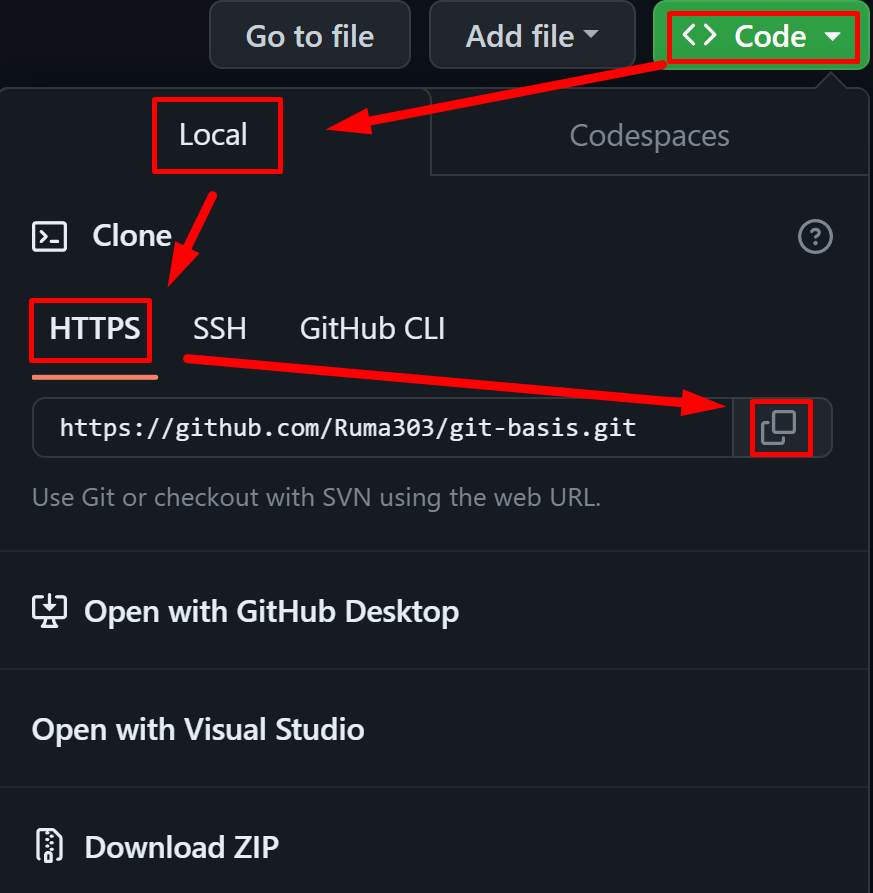 Go to file Add file <> Code
Local Codespaces
Clone
HTTPS SSH GitHub CLI
https://github.com/Ruma303/git-basis.git
Use Git or checkout with SVN using the web URL.
Open with GitHub Desktop
Open with Visual Studio
Download ZIP